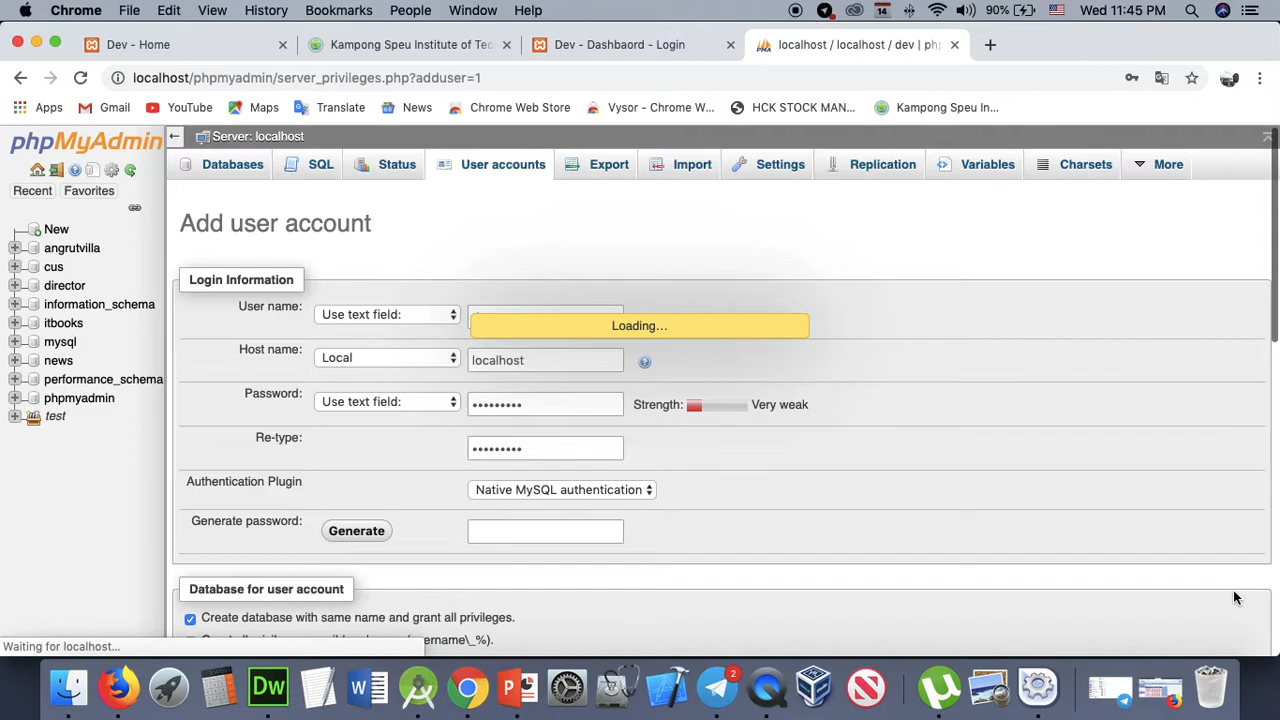 Chrome File Edit View History Bookmarks People Window Help 14 90% Wed 11:45 PM
Dev - Home Kampong Speu Institute of Tec Dev - Dashbaord - Login localhost / localhost / dev | php
localhost/phpmyadmin/server_privileges.php?adduser=1
Apps Gmail YouTube Maps Translate News Chrome Web Store Vysor - Chrome W... HCK STOCK MAN... Kampong Speu In...
phpMyAdmin
Recent Favorites
New
angrutvilla
cus
director
information_schema
itbooks
mysql
news
performance_schema
phpmyadmin
test
Server: localhost
Databases SQL Status User accounts Export Import Settings Replication Variables Charsets More
Add user account
Login Information
User name: Use text field:
Loading...
Host name: Local localhost
Password: Use text field: ••••••••• Strength: Very weak
Re-type: •••••••••
Authentication Plugin Native MySQL authentication
Generate password: Generate
Database for user account
Create database with same name and grant all privileges.
Waiting for localhost...
Dw W P 2